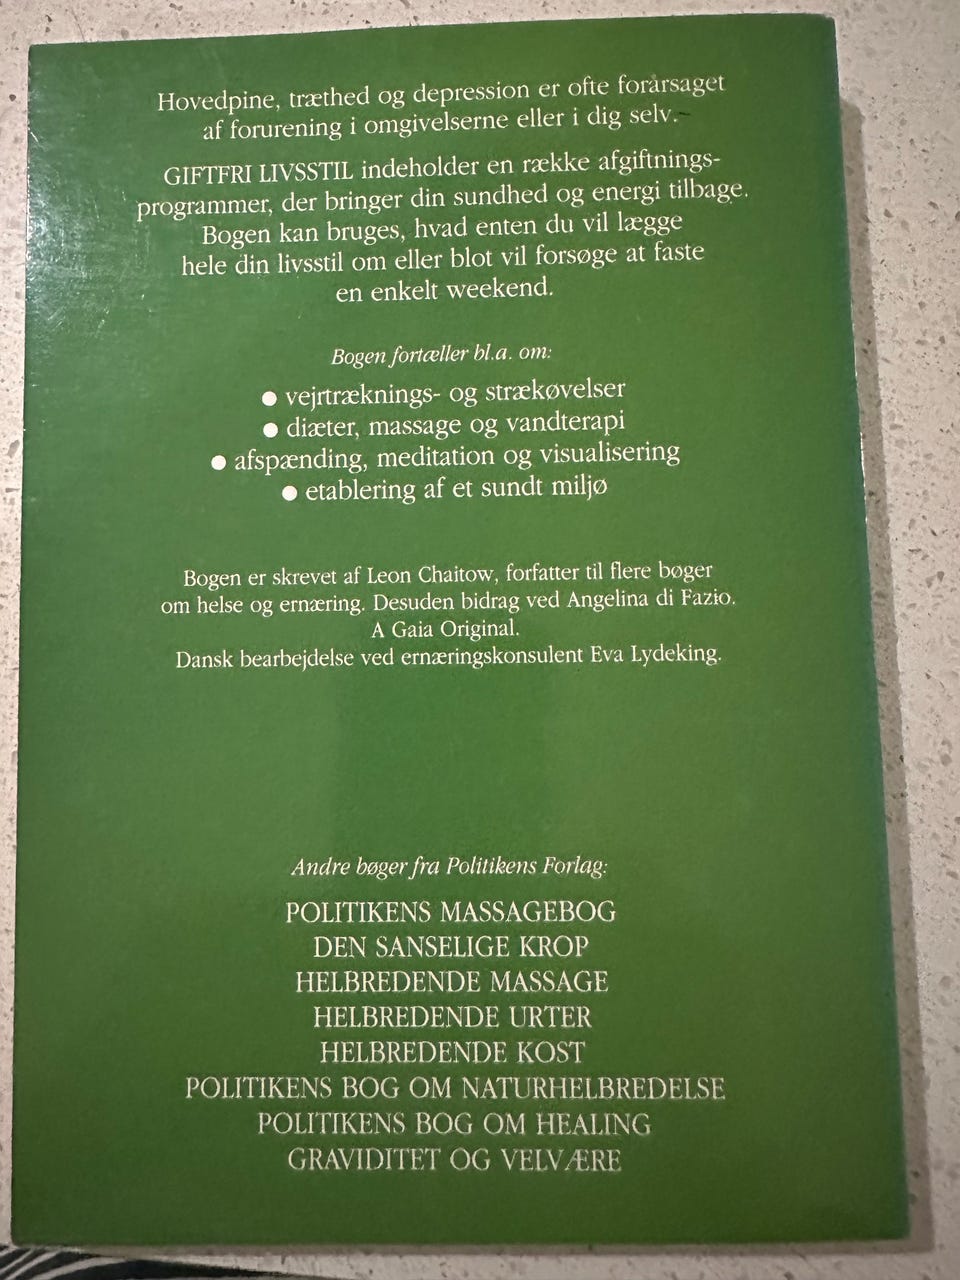 Hovedpine, træthed og depression er ofte forårsaget
af forurening i omgivelserne eller i dig selv.
GIFTFRI LIVSSTIL indeholder en række afgiftnings-
programmer, der bringer din sundhed og energi tilbage.
Bogen kan bruges, hvad enten du vil lægge
hele din livsstil om eller blot vil forsøge at faste
en enkelt weekend.
Bogen fortæller bl.a. om:
● vejrtræknings- og strækøvelser
● diæter, massage og vandterapi
● afspænding, meditation og visualisering
● etablering af et sundt miljø
Bogen er skrevet af Leon Chaitow, forfatter til flere bøger
om helse og ernæring. Desuden bidrag ved Angelina di Fazio.
A Gaia Original.
Dansk bearbejdelse ved ernæringskonsulent Eva Lydeking.
Andre bøger fra Politikens Forlag:
POLITIKENS MASSAGEBOG
DEN SANSELIGE KROP
HELBREDENDE MASSAGE
HELBREDENDE URTER
HELBREDENDE KOST
POLITIKENS BOG OM NATURHELBREDELSE
POLITIKENS BOG OM HEALING
GRAVIDITET OG VELVÆRE